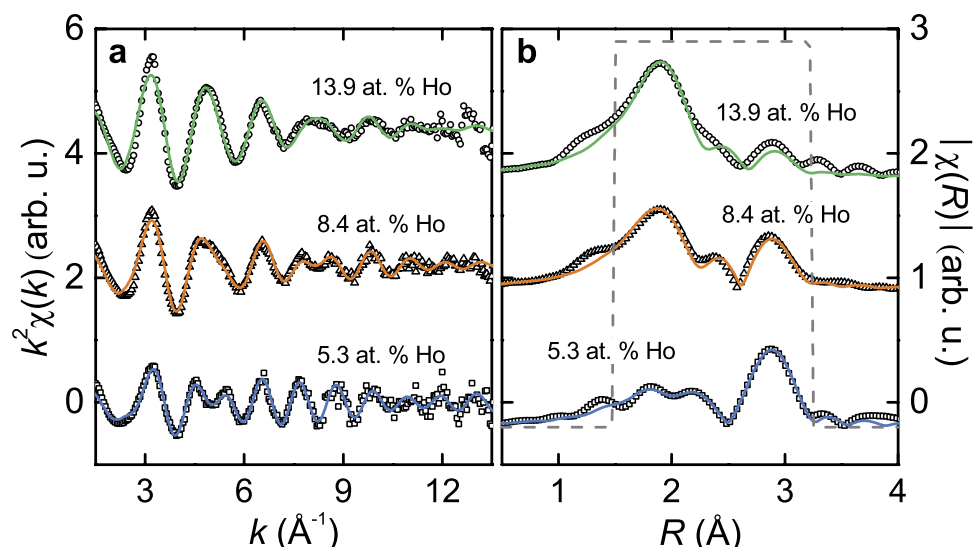 a
b
13.9 at. % Ho
8.4 at. % Ho
5.3 at. % Ho
13.9 at. % Ho
8.4 at. % Ho
5.3 at. % Ho
6
4
2
0
3
2
1
0
3 6 9 12
1 2 3 4
k²χ(k) (arb. u.)
|χ(R)| (arb. u.)
k (Å⁻¹)
R (Å)